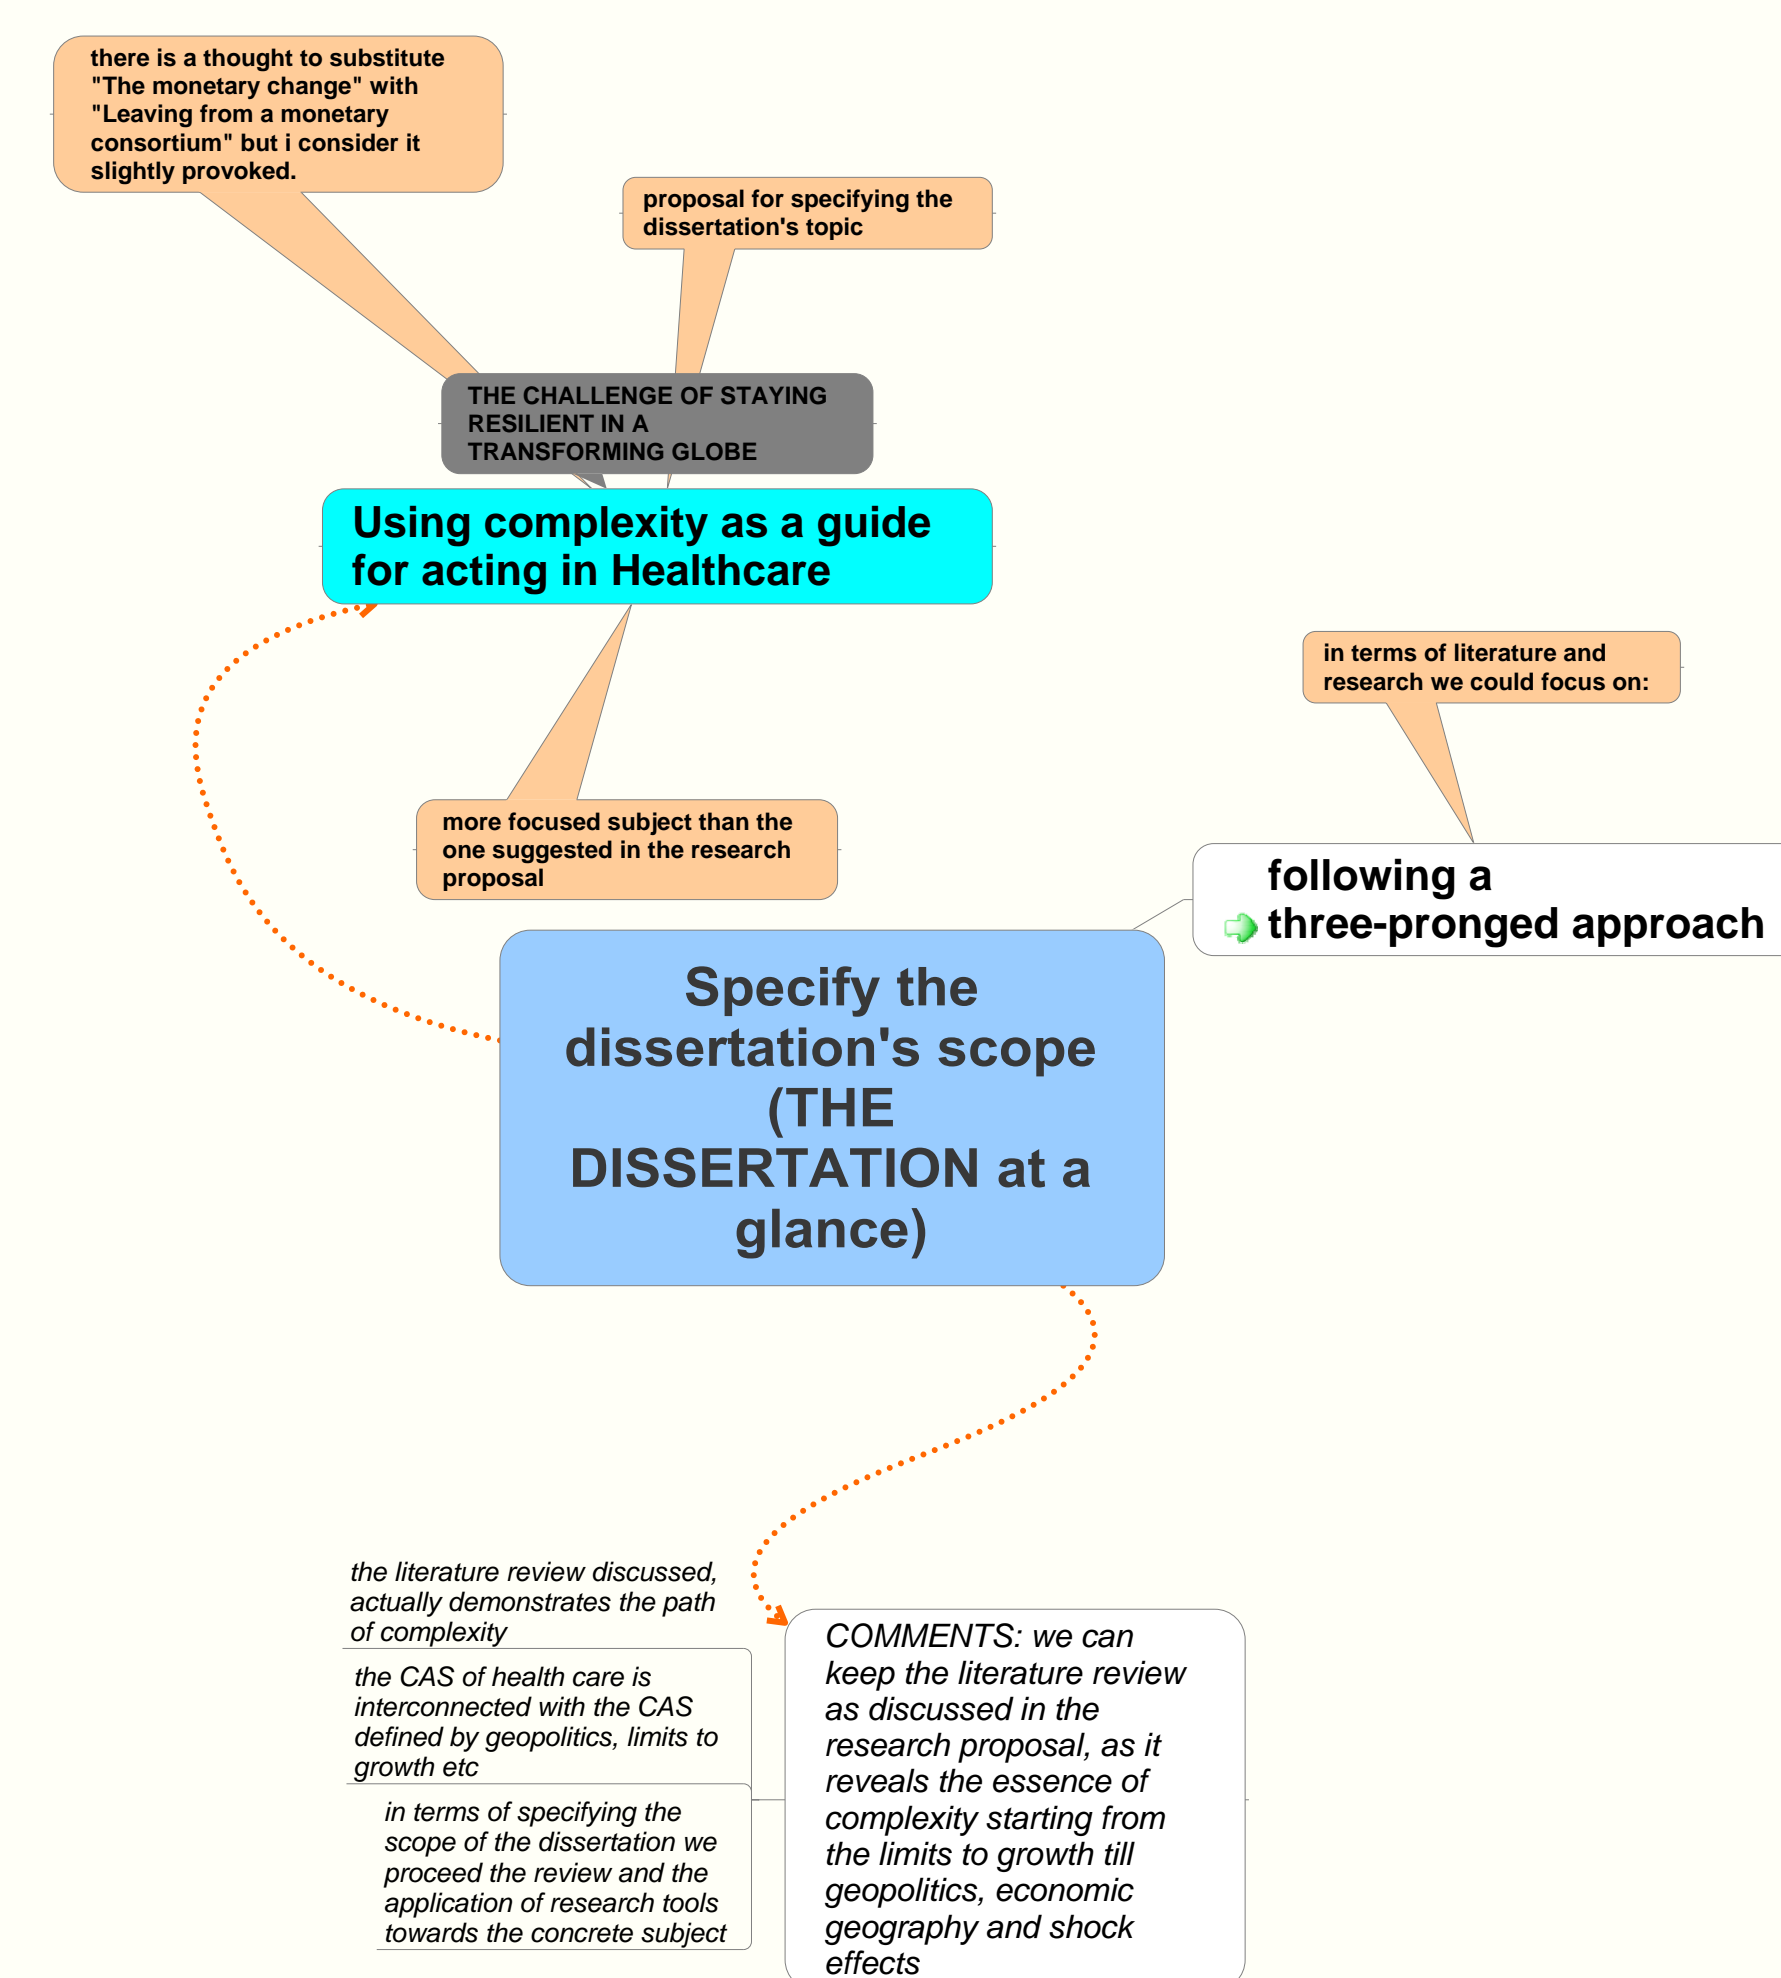 there is a thought to substitute
"The monetary change" with
"Leaving from a monetary
consortium" but i consider it
slightly provoked.
proposal for specifying the
dissertation's topic
THE CHALLENGE OF STAYING
RESILIENT IN A
TRANSFORMING GLOBE
Using complexity as a guide
for acting in Healthcare
in terms of literature and
research we could focus on:
more focused subject than the
one suggested in the research
proposal
following a
three-pronged approach
Specify the
dissertation's scope
(THE
DISSERTATION at a
glance)
the literature review discussed,
actually demonstrates the path
of complexity
the CAS of health care is
interconnected with the CAS
defined by geopolitics, limits to
growth etc
in terms of specifying the
scope of the dissertation we
proceed the review and the
application of research tools
towards the concrete subject
COMMENTS: we can
keep the literature review
as discussed in the
research proposal, as it
reveals the essence of
complexity starting from
the limits to growth till
geopolitics, economic
geography and shock
effects